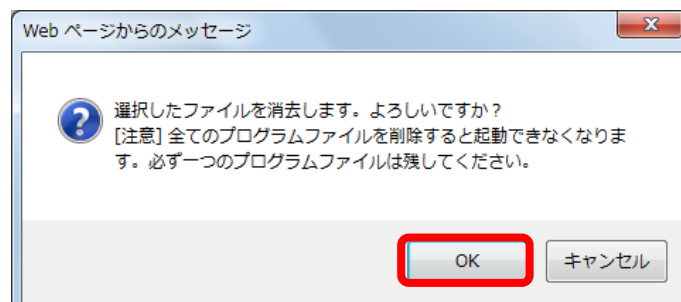 Web ページからのメッセージ
選択したファイルを消去します。よろしいですか?
[注意] 全てのプログラムファイルを削除すると起動できなくなりま
す。必ず一つのプログラムファイルは残してください。
OK
キャンセル